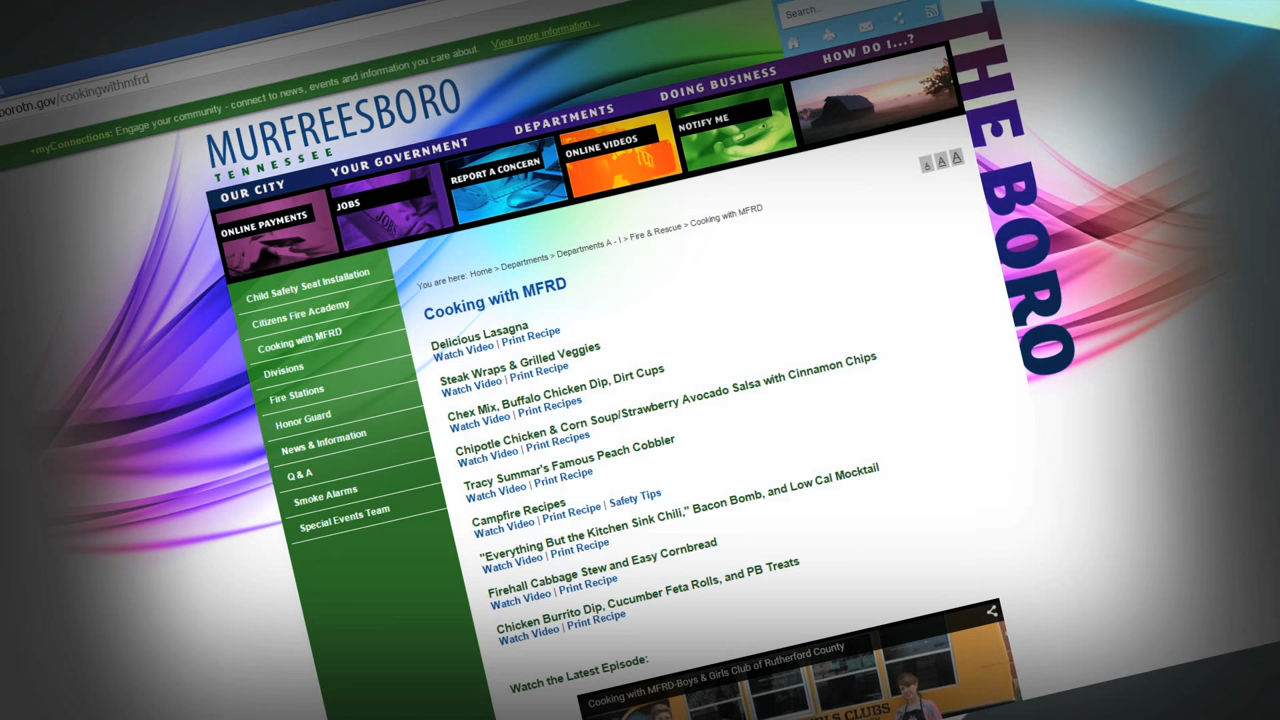 Search...
borotn.gov/cookingwithmfrd
+myConnections: Engage your community - connect to news, events and information you care about. View more information...
MURFREESBORO
TENNESSEE
OUR CITY
YOUR GOVERNMENT
DEPARTMENTS
DOING BUSINESS
HOW DO I...?
ONLINE PAYMENTS
JOBS
JOBS
REPORT A CONCERN
ONLINE VIDEOS
NOTIFY ME
THE BORO
A A A
You are here: Home > Departments > Departments A - I > Fire & Rescue > Cooking with MFRD
Child Safety Seat Installation
Citizens Fire Academy
Cooking with MFRD
Divisions
Fire Stations
Honor Guard
News & Information
Q & A
Smoke Alarms
Special Events Team
Cooking with MFRD
Delicious Lasagna
Watch Video | Print Recipe
Steak Wraps & Grilled Veggies
Watch Video | Print Recipe
Chex Mix, Buffalo Chicken Dip, Dirt Cups
Watch Video | Print Recipes
Chipotle Chicken & Corn Soup/Strawberry Avocado Salsa with Cinnamon Chips
Watch Video | Print Recipes
Tracy Summar's Famous Peach Cobbler
Watch Video | Print Recipe
Campfire Recipes
Watch Video | Print Recipe | Safety Tips
"Everything But the Kitchen Sink Chili," Bacon Bomb, and Low Cal Mocktail
Watch Video | Print Recipe
Firehall Cabbage Stew and Easy Cornbread
Watch Video | Print Recipe
Chicken Burrito Dip, Cucumber Feta Rolls, and PB Treats
Watch Video | Print Recipe
Watch the Latest Episode:
Cooking with MFRD-Boys & Girls Club of Rutherford County
CLUBS